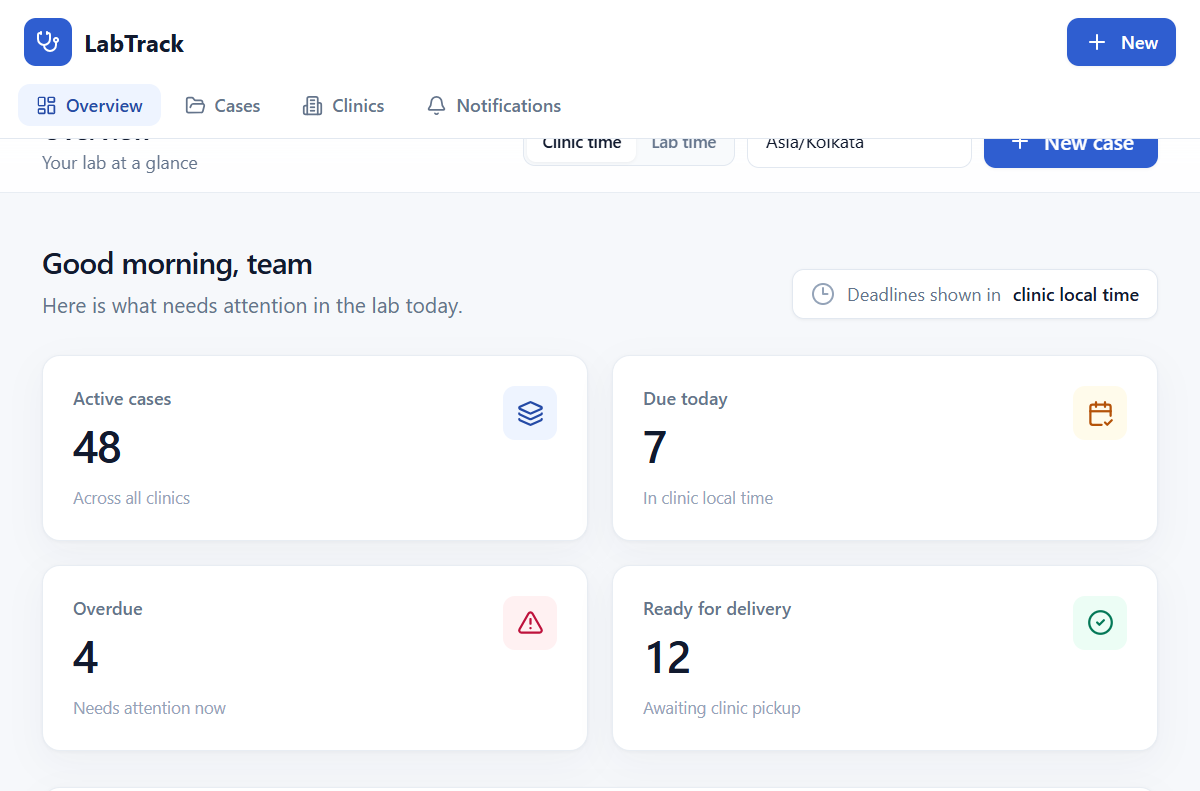 LabTrack
New
Overview
Cases
Clinics
Notifications
Overview
Your lab at a glance
Clinic time
Lab time
Asia/Kolkata
New case
Good morning, team
Here is what needs attention in the lab today.
Deadlines shown in clinic local time
Active cases
48
Across all clinics
Due today
7
In clinic local time
Overdue
4
Needs attention now
Ready for delivery
12
Awaiting clinic pickup